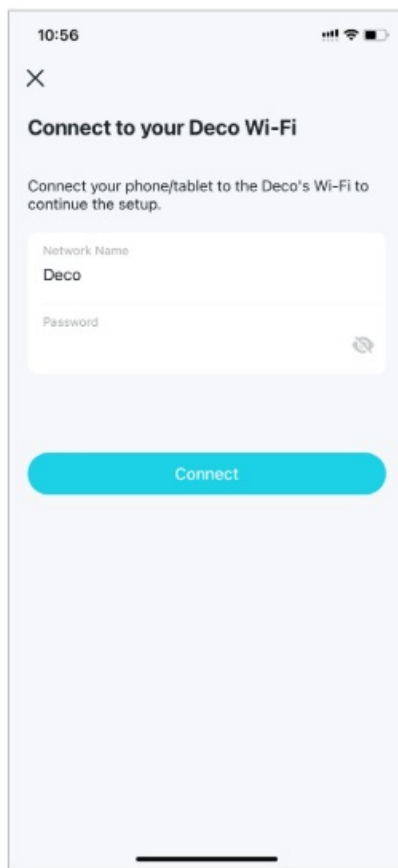 10:56
Connect to your Deco Wi-Fi
Connect your phone/tablet to the Deco's Wi-Fi to
continue the setup.
Network Name
Deco
Password
Connect